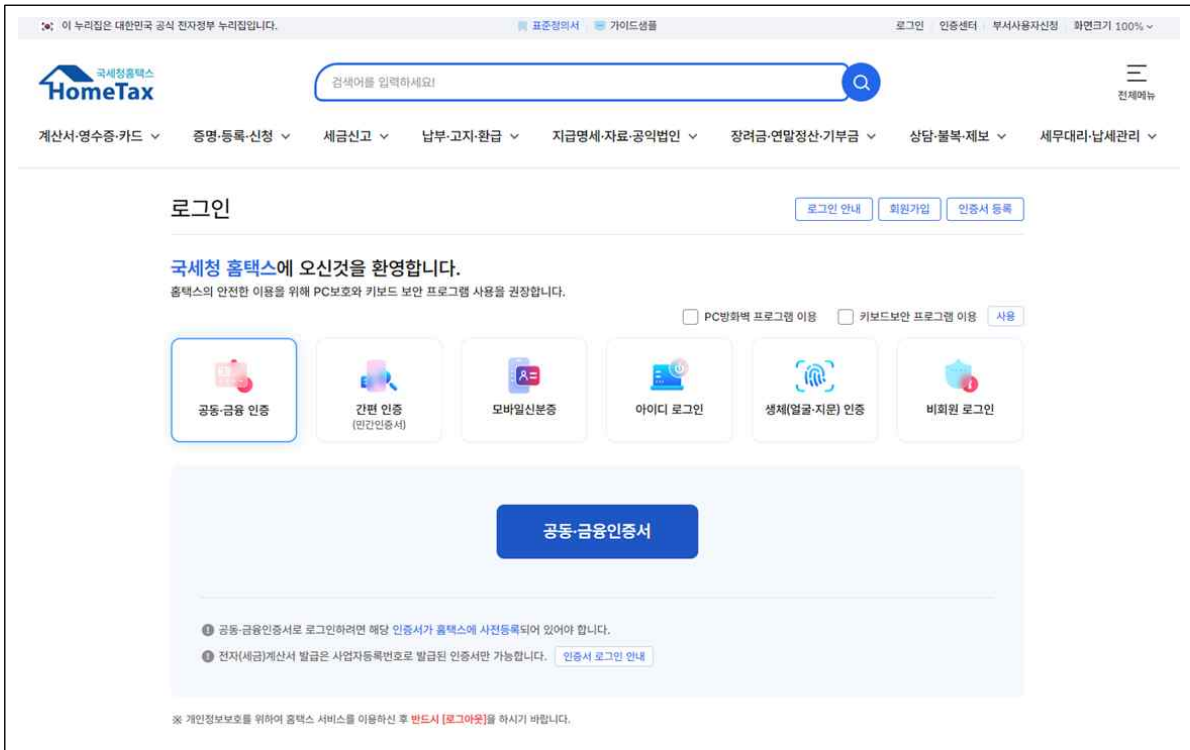 이 누리집은 대한민국 공식 전자정부 누리집입니다. 표준정의서 가이드샘플 로그인 인증센터 부서사용자신청 화면크기 100%
국세청홈택스
HomeTax
검색어를 입력하세요!
전체메뉴
계산서·영수증·카드 증명·등록·신청 세금신고 납부·고지·환급 지급명세·자료·공익법인 장려금·연말정산·기부금 상담·불복·제보 세무대리·납세관리
로그인 로그인 안내 회원가입 인증서 등록
국세청 홈택스에 오신것을 환영합니다.
홈택스의 안전한 이용을 위해 PC보호와 키보드 보안 프로그램 사용을 권장합니다.
PC방화벽 프로그램 이용 키보드보안 프로그램 이용 사용
공동·금융 인증 간편 인증 모바일신분증 아이디 로그인 생체(얼굴·지문) 인증 비회원 로그인
(민간인증서)
공동·금융인증서
공동·금융인증서로 로그인하려면 해당 인증서가 홈택스에 사전등록되어 있어야 합니다.
전자(세금)계산서 발급은 사업자등록번호로 발급된 인증서만 가능합니다. 인증서 로그인 안내
※ 개인정보보호를 위하여 홈택스 서비스를 이용하신 후 반드시 [로그아웃]을 하시기 바랍니다.